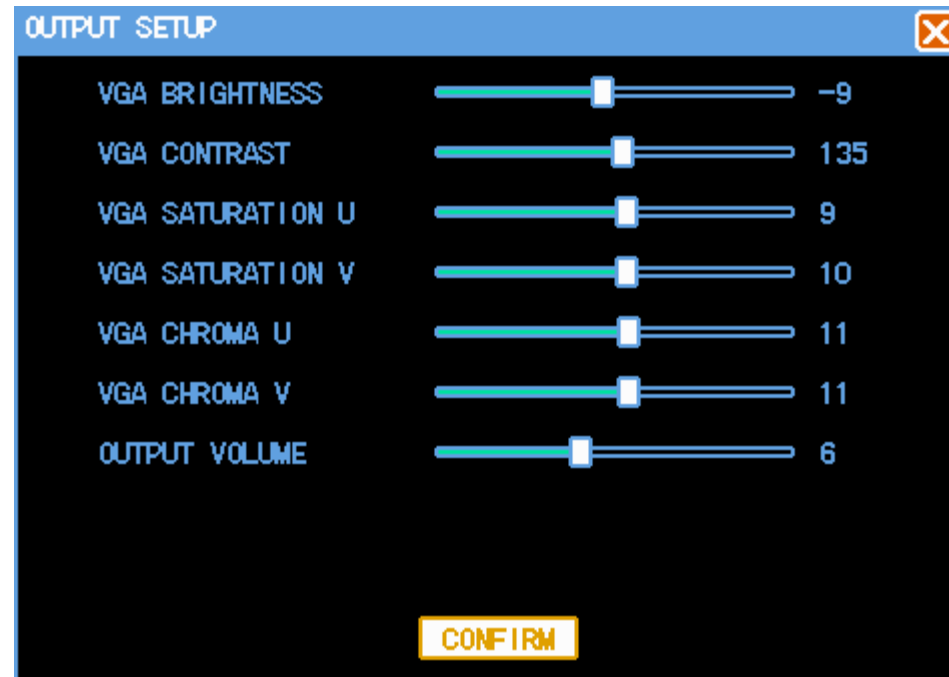 OUTPUT SETUP
VGA BRIGHTNESS -9
VGA CONTRAST 135
VGA SATURATION U 9
VGA SATURATION V 10
VGA CHROMA U 11
VGA CHROMA V 11
OUTPUT VOLUME 6
CONFIRM